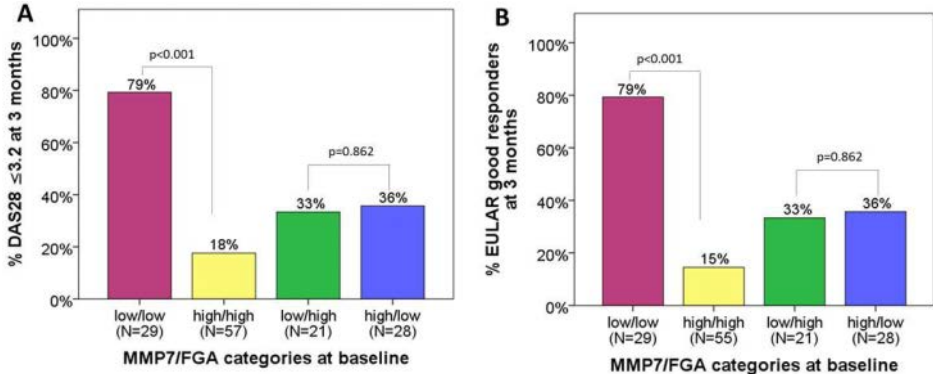 A
% DAS28 ≤3.2 at 3 months
100%
80%
60%
40%
20%
0%
p<0.001
79%
18%
p=0.862
33%
36%
low/low
(N=29)
high/high
(N=57)
low/high
(N=21)
high/low
(N=28)
MMP7/FGA categories at baseline
B
% EULAR good responders
at 3 months
100%
80%
60%
40%
20%
0%
p<0.001
79%
15%
p=0.862
33%
36%
low/low
(N=29)
high/high
(N=55)
low/high
(N=21)
high/low
(N=28)
MMP7/FGA categories at baseline